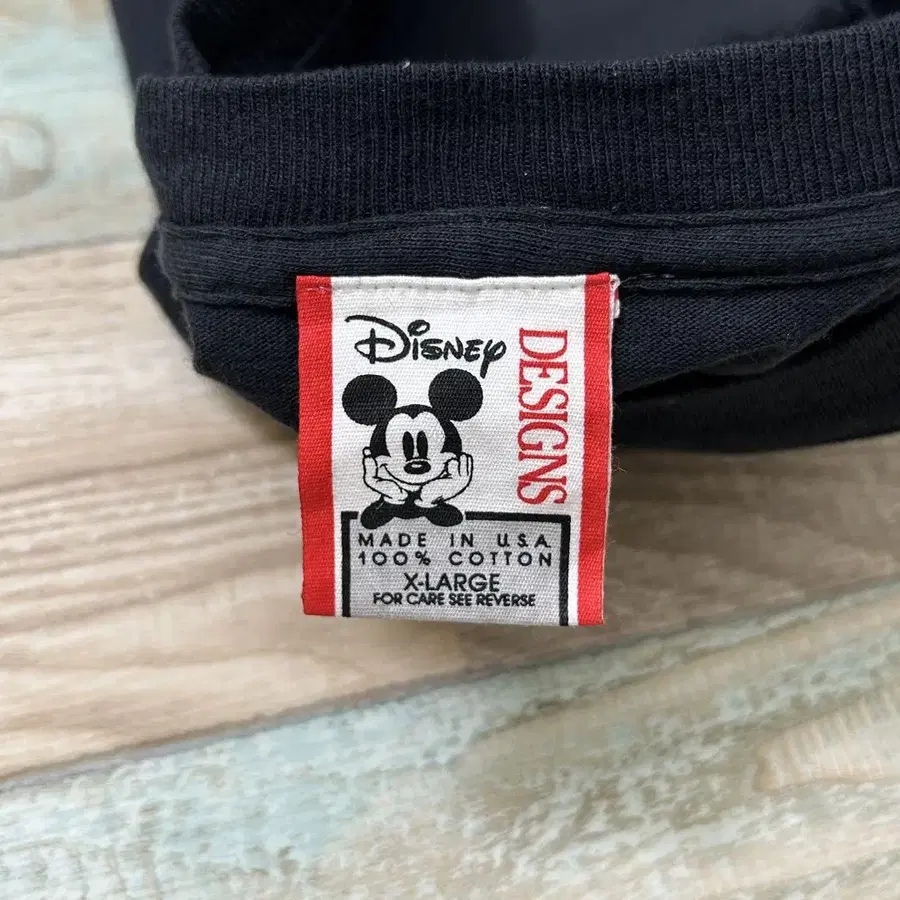 Disney
DESIGNS
MADE IN U.S.A.
100% COTTON
X-LARGE
FOR CARE SEE REVERSE